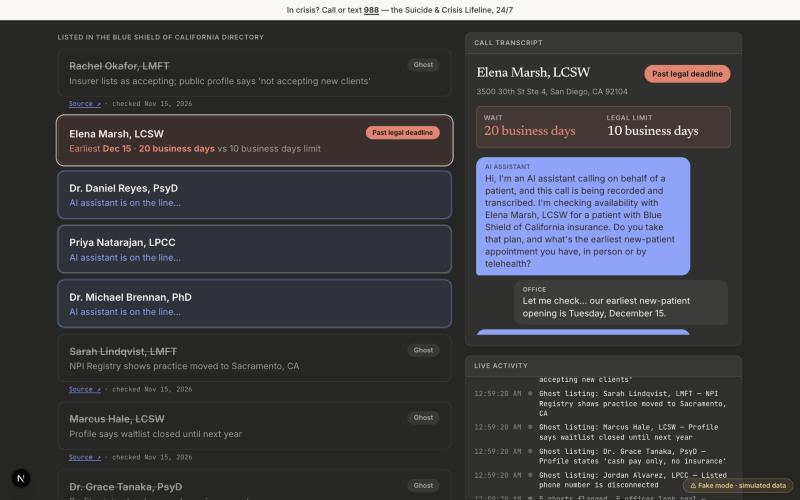 In crisis? Call or text 988 — the Suicide & Crisis Lifeline, 24/7
LISTED IN THE BLUE SHIELD OF CALIFORNIA DIRECTORY
Rachel Okafor, LMFT
Ghost
Insurer lists as accepting; public profile says 'not accepting new clients'
Source ↗ · checked Nov 15, 2026
Elena Marsh, LCSW
Past legal deadline
Earliest Dec 15 · 20 business days vs 10 business days limit
Dr. Daniel Reyes, PsyD
AI assistant is on the line…
Priya Natarajan, LPCC
AI assistant is on the line…
Dr. Michael Brennan, PhD
AI assistant is on the line…
Sarah Lindqvist, LMFT
Ghost
NPI Registry shows practice moved to Sacramento, CA
Source ↗ · checked Nov 15, 2026
Marcus Hale, LCSW
Ghost
Profile says waitlist closed until next year
Source ↗ · checked Nov 15, 2026
Dr. Grace Tanaka, PsyD
Ghost
N
CALL TRANSCRIPT
Elena Marsh, LCSW
Past legal deadline
3500 30th St Ste 4, San Diego, CA 92104
WAIT
20 business days
LEGAL LIMIT
10 business days
AI ASSISTANT
Hi, I'm an AI assistant calling on behalf of a
patient, and this call is being recorded and
transcribed. I'm checking availability with
Elena Marsh, LCSW for a patient with Blue
Shield of California insurance. Do you take
that plan, and what's the earliest new-patient
appointment you have, in person or by
telehealth?
OFFICE
Let me check… our earliest new-patient
opening is Tuesday, December 15.
LIVE ACTIVITY
accepting new clients'
12:59:20 AM Ghost listing: Sarah Lindqvist, LMFT — NPI
Registry shows practice moved to Sacramento,
CA
12:59:20 AM Ghost listing: Marcus Hale, LCSW — Profile
says waitlist closed until next year
12:59:20 AM Ghost listing: Dr. Grace Tanaka, PsyD —
Profile states 'cash pay only, no insurance'
12:59:20 AM Ghost listing: Jordan Alvarez, LPCC — Listed
phone number is disconnected
⚠ Fake mode · simulated data